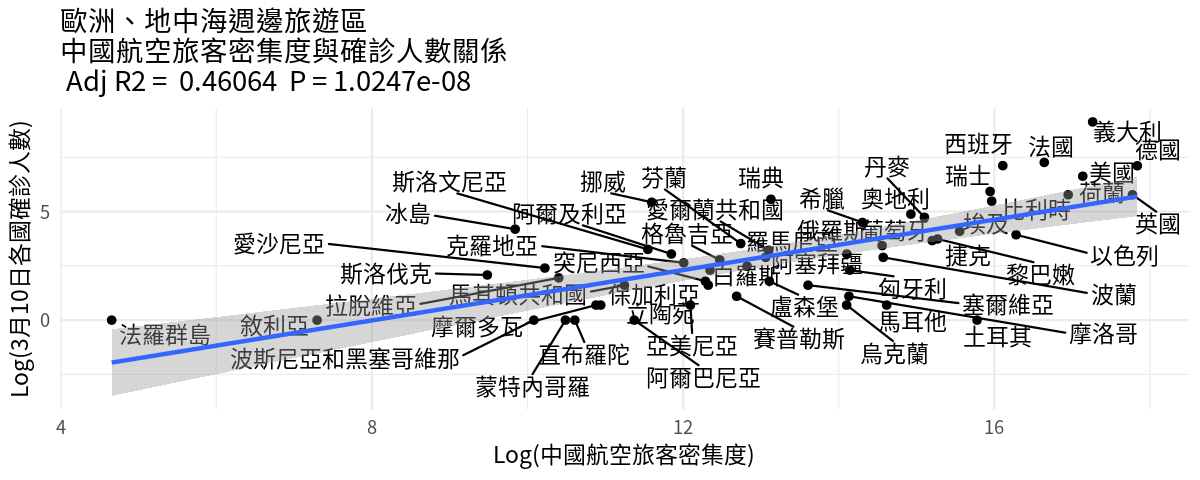 歐洲、地中海週邊旅遊區
中國航空旅客密集度與確診人數關係
Adj R2 = 0.46064 P = 1.0247e-08
Log(3月10日各國確診人數)
5
0
義大利
西班牙
法國
德國
丹麥
瑞士
美國
斯洛文尼亞
挪威
芬蘭
瑞典
希臘
奧地利
荷蘭
冰島
阿爾及利亞
愛爾蘭共和國
比利時
英國
愛沙尼亞
克羅地亞
格魯吉亞
羅馬尼亞
俄羅斯
葡萄牙
埃及
斯洛伐克
突尼西亞
白羅斯
阿塞拜疆
捷克
以色列
黎巴嫩
拉脫維亞
馬其頓共和國
保加利亞
匈牙利
波蘭
法羅群島
敘利亞
摩爾多瓦
立陶宛
盧森堡
塞爾維亞
馬耳他
波斯尼亞和黑塞哥維那
直布羅陀
亞美尼亞
賽普勒斯
烏克蘭
土耳其
摩洛哥
蒙特內哥羅
阿爾巴尼亞
4
8
12
16
Log(中國航空旅客密集度)